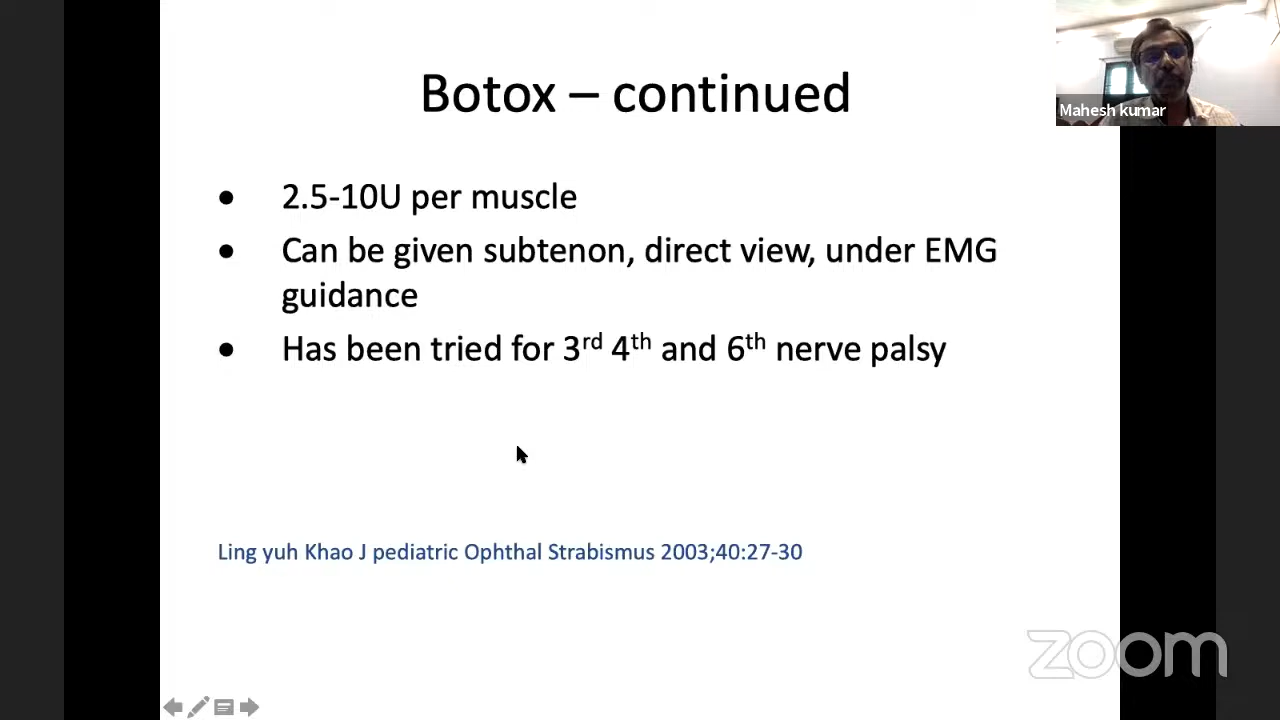 Botox – continued
Mahesh kumar
• 2.5-10U per muscle
• Can be given subtenon, direct view, under EMG
guidance
• Has been tried for 3rd 4th and 6th nerve palsy
Ling yuh Khao J pediatric Ophthal Strabismus 2003;40:27-30
zoom